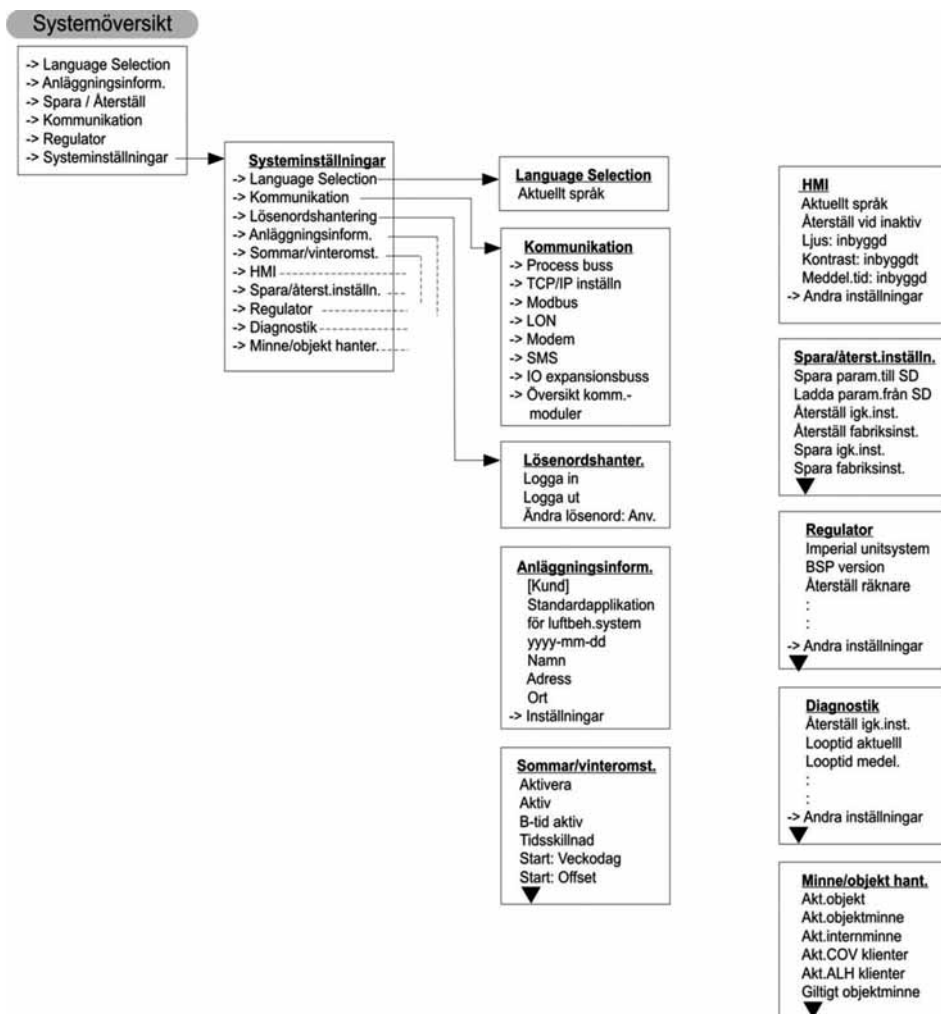 Systemöversikt
-> Language Selection
-> Anläggningsinform.
-> Spara / Återställ
-> Kommunikation
-> Regulator
-> Systeminställningar
Systeminställningar
-> Language Selection
-> Kommunikation
-> Lösenordshantering
-> Anläggningsinform.
-> Sommar/vinteromst.
-> HMI
-> Spara/återst.inställn.
-> Regulator
-> Diagnostik
-> Minne/objekt hanter.
Language Selection
Aktuellt språk
Kommunikation
-> Process buss
-> TCP/IP inställn
-> Modbus
-> LON
-> Modem
-> SMS
-> IO expansionsbuss
-> Översikt komm.-
moduler
Lösenordshanter.
Logga in
Logga ut
Ändra lösenord: Anv.
Anläggningsinform.
[Kund]
Standardapplikation
för luftbeh.system
yyyy-mm-dd
Namn
Adress
Ort
-> Inställningar
Sommar/vinteromst.
Aktivera
Aktiv
B-tid aktiv
Tidsskillnad
Start: Veckodag
Start: Offset
HMI
Aktuellt språk
Återställ vid inaktiv
Ljus: inbyggd
Kontrast: inbyggdt
Meddel.tid: inbyggd
-> Andra inställningar
Spara/återst.inställn.
Spara param.till SD
Ladda param.från SD
Återställ igk.inst.
Återställ fabriksinst.
Spara igk.inst.
Spara fabriksinst.
Regulator
Imperial unitsystem
BSP version
Återställ räknare
:
:
-> Andra inställningar
Diagnostik
Återställ igk.inst.
Looptid aktuelll
Looptid medel.
:
:
-> Andra inställningar
Minne/objekt hant.
Akt.objekt
Akt.objektminne
Akt.internminne
Akt.COV klienter
Akt.ALH klienter
Giltigt objektminne